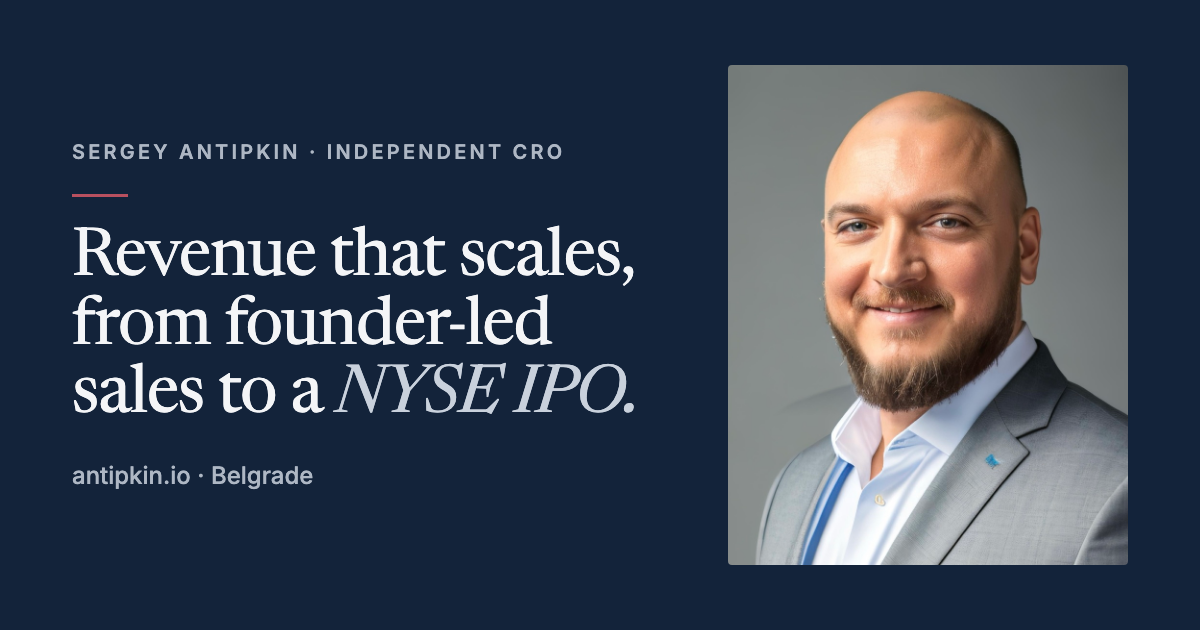 SERGEY ANTIPKIN · INDEPENDENT CRO
Revenue that scales,
from founder-led
sales to a NYSE IPO.
antipkin.io · Belgrade